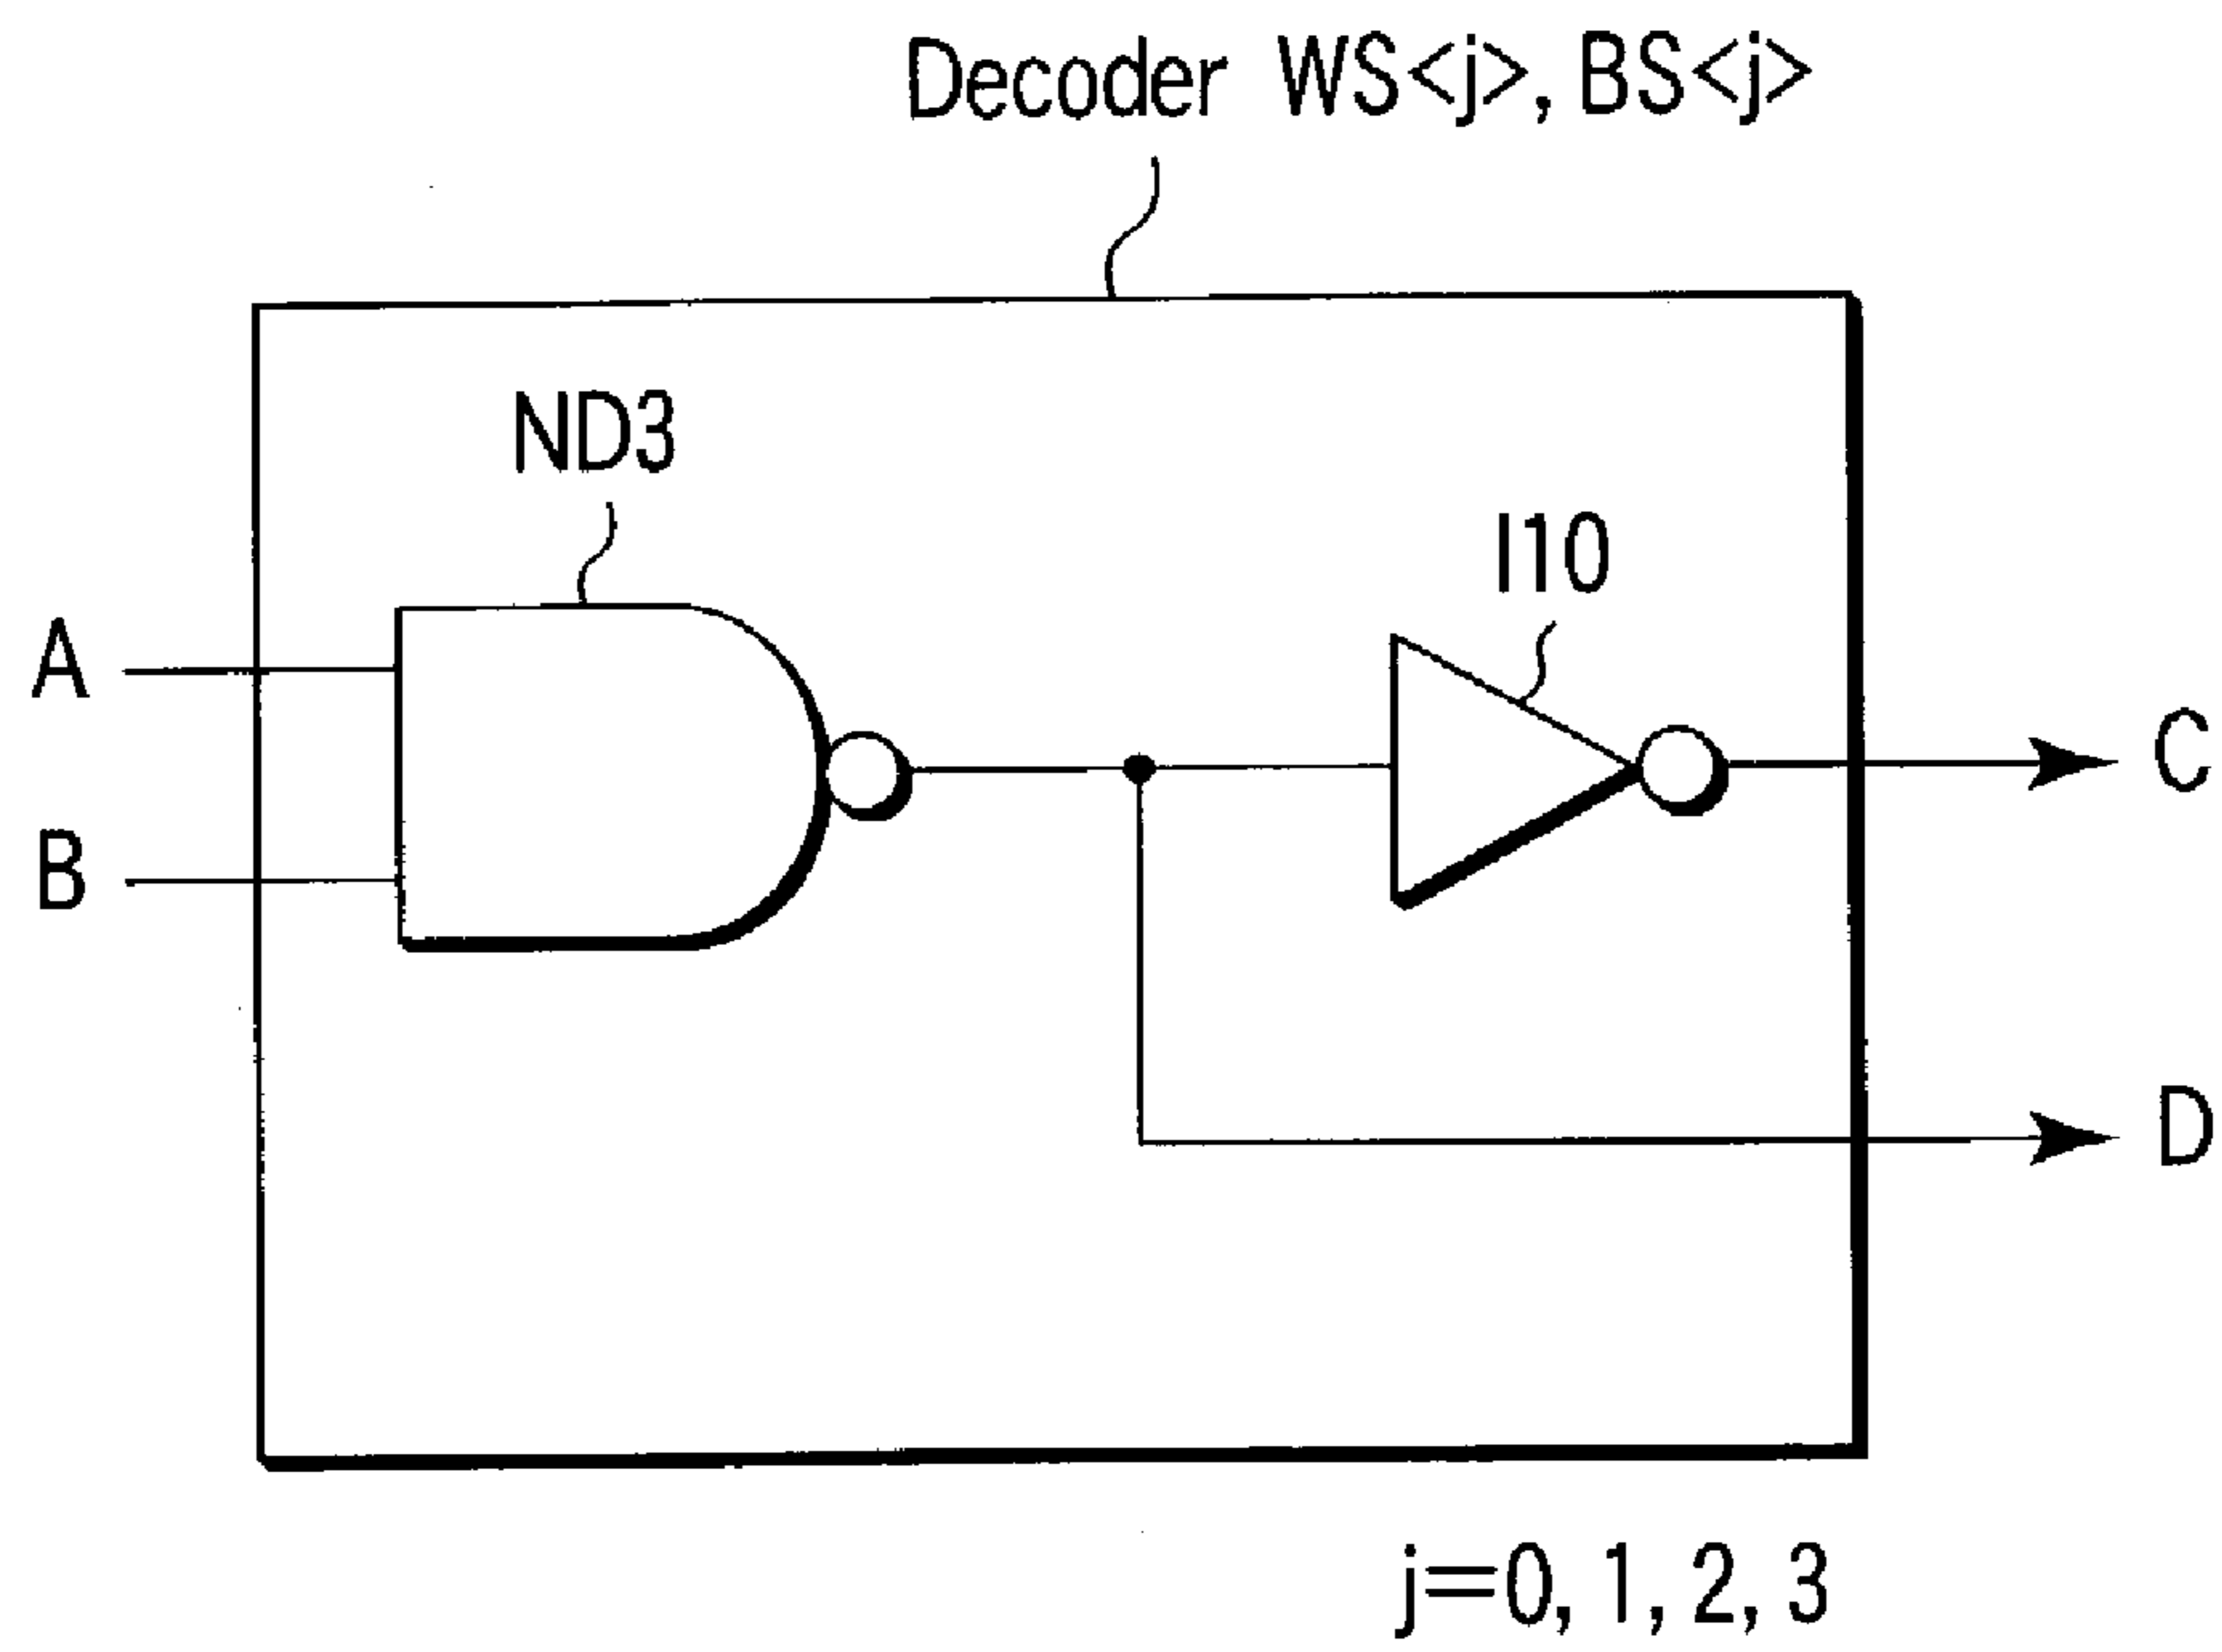 Decoder WS<j>, BS<j>
ND3
I10
A
B
C
D
j=0, 1, 2, 3